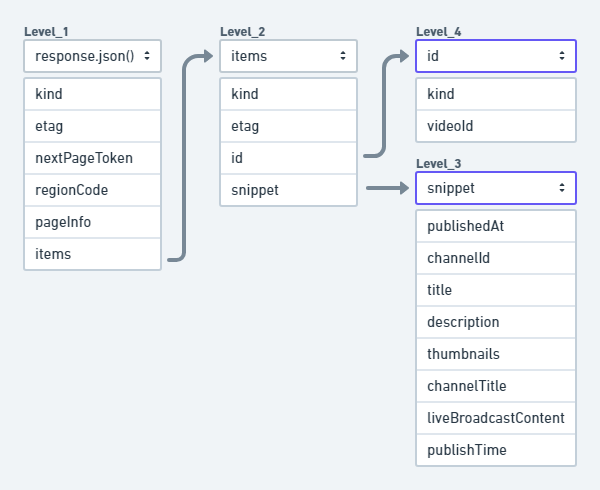 Level_1
response.json()
kind
etag
nextPageToken
regionCode
pageInfo
items
Level_2
items
kind
etag
id
snippet
Level_4
id
kind
videoId
Level_3
snippet
publishedAt
channelId
title
description
thumbnails
channelTitle
liveBroadcastContent
publishTime